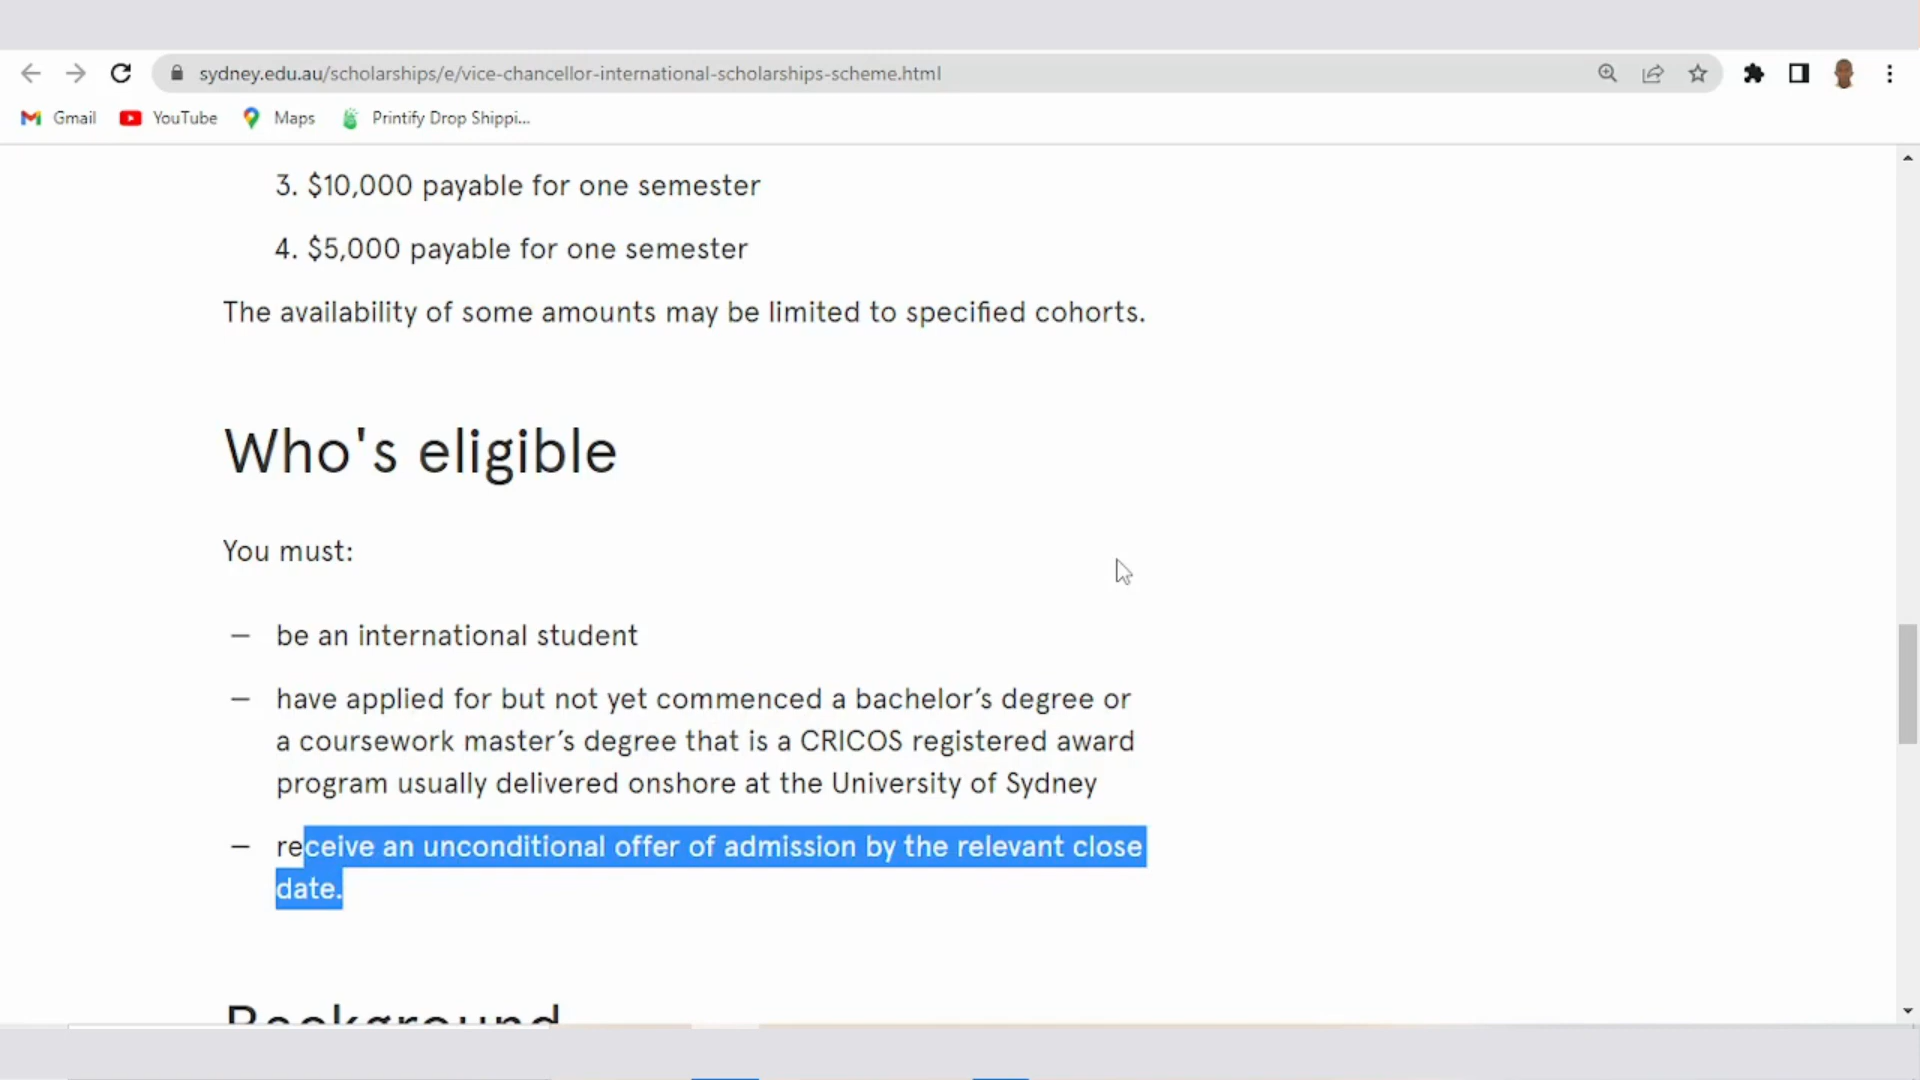 sydney.edu.au/scholarships/e/vice-chancellor-international-scholarships-scheme.html
Gmail YouTube Maps Printify Drop Shippi...
3. $10,000 payable for one semester
4. $5,000 payable for one semester
The availability of some amounts may be limited to specified cohorts.
Who's eligible
You must:
— be an international student
— have applied for but not yet commenced a bachelor’s degree or
a coursework master’s degree that is a CRICOS registered award
program usually delivered onshore at the University of Sydney
— receive an unconditional offer of admission by the relevant close
date.
Background